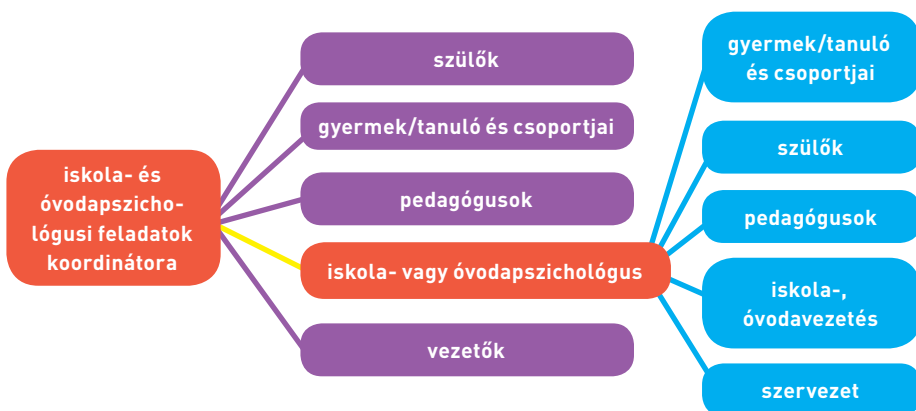 iskola- és
óvodapszicho-
lógusi feladatok
koordinátora
szülők
gyermek/tanuló és csoportjai
pedagógusok
iskola- vagy óvodapszichológus
vezetők
gyermek/tanuló
és csoportjai
szülők
pedagógusok
iskola-,
óvodavezetés
szervezet